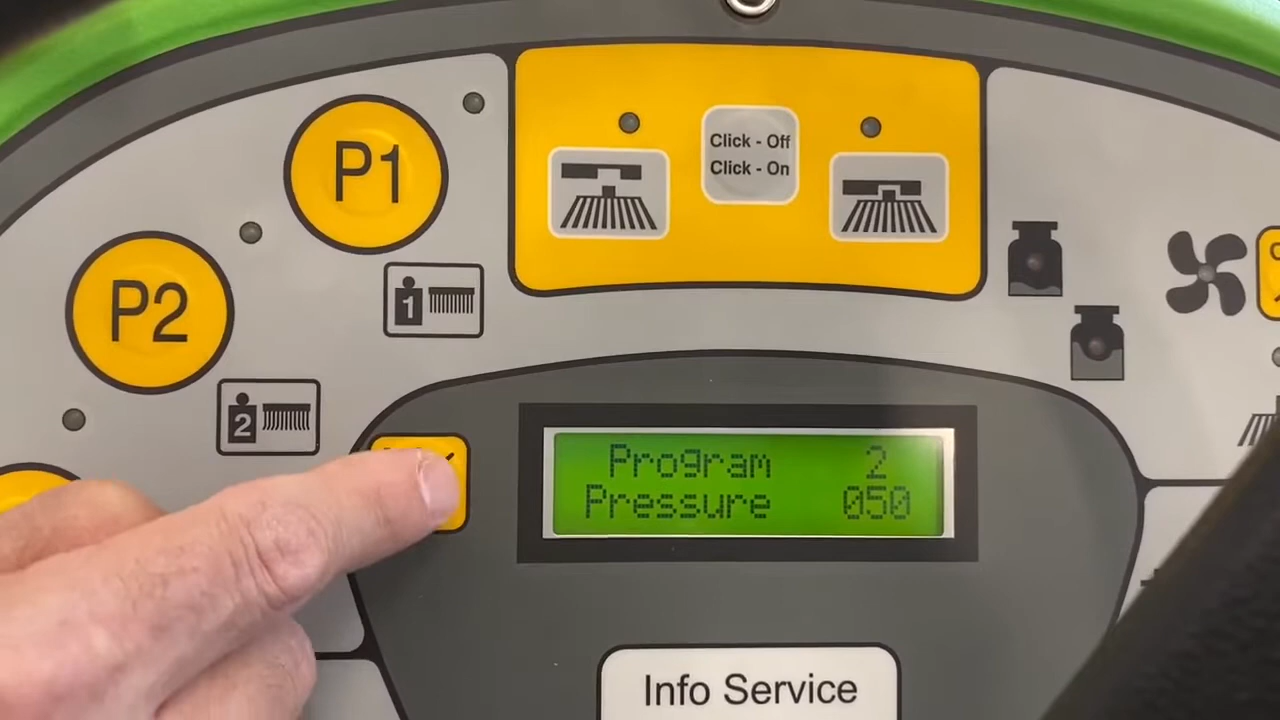 P1
Click - Off
Click - On
P2
1
2
Program 2
Pressure 050
Info Service